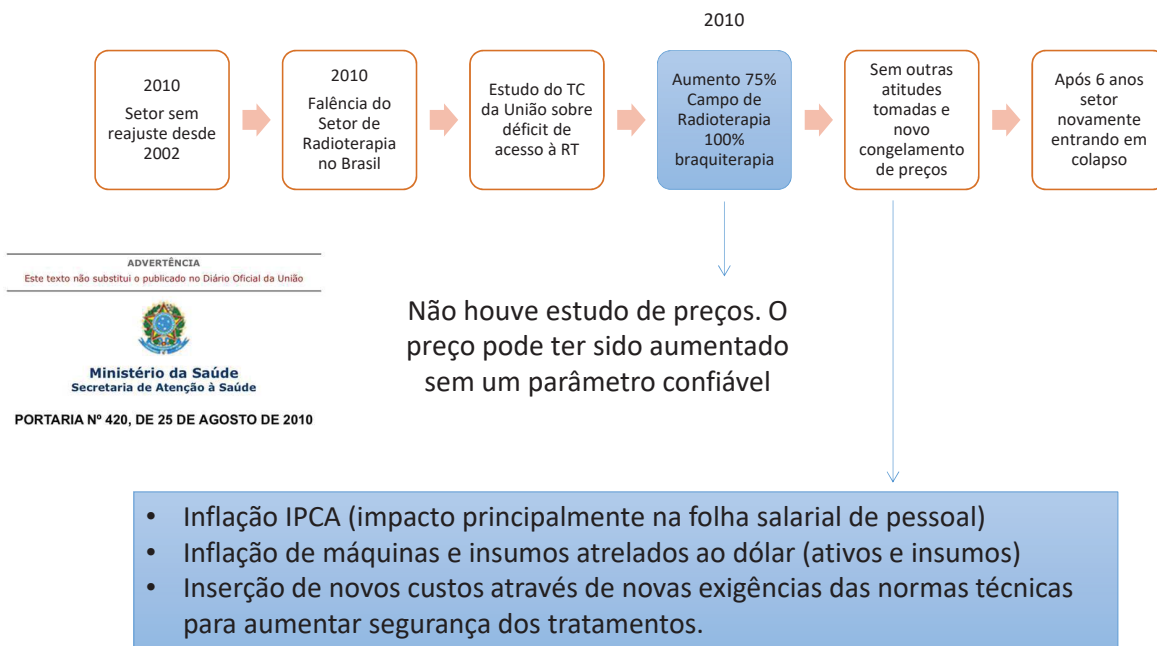 2010
2010
Setor sem
reajuste desde
2002
2010
Falência do
Setor de
Radioterapia
no Brasil
Estudo do TC
da União sobre
déficit de
acesso à RT
Aumento 75%
Campo de
Radioterapia
100%
braquiterapia
Sem outras
atitudes
tomadas e
novo
congelamento
de preços
Após 6 anos
setor
novamente
entrando em
colapso
ADVERTÊNCIA
Este texto não substitui o publicado no Diário Oficial da União
Ministério da Saúde
Secretaria de Atenção à Saúde
PORTARIA Nº 420, DE 25 DE AGOSTO DE 2010
Não houve estudo de preços. O
preço pode ter sido aumentado
sem um parâmetro confiável
• Inflação IPCA (impacto principalmente na folha salarial de pessoal)
• Inflação de máquinas e insumos atrelados ao dólar (ativos e insumos)
• Inserção de novos custos através de novas exigências das normas técnicas
para aumentar segurança dos tratamentos.